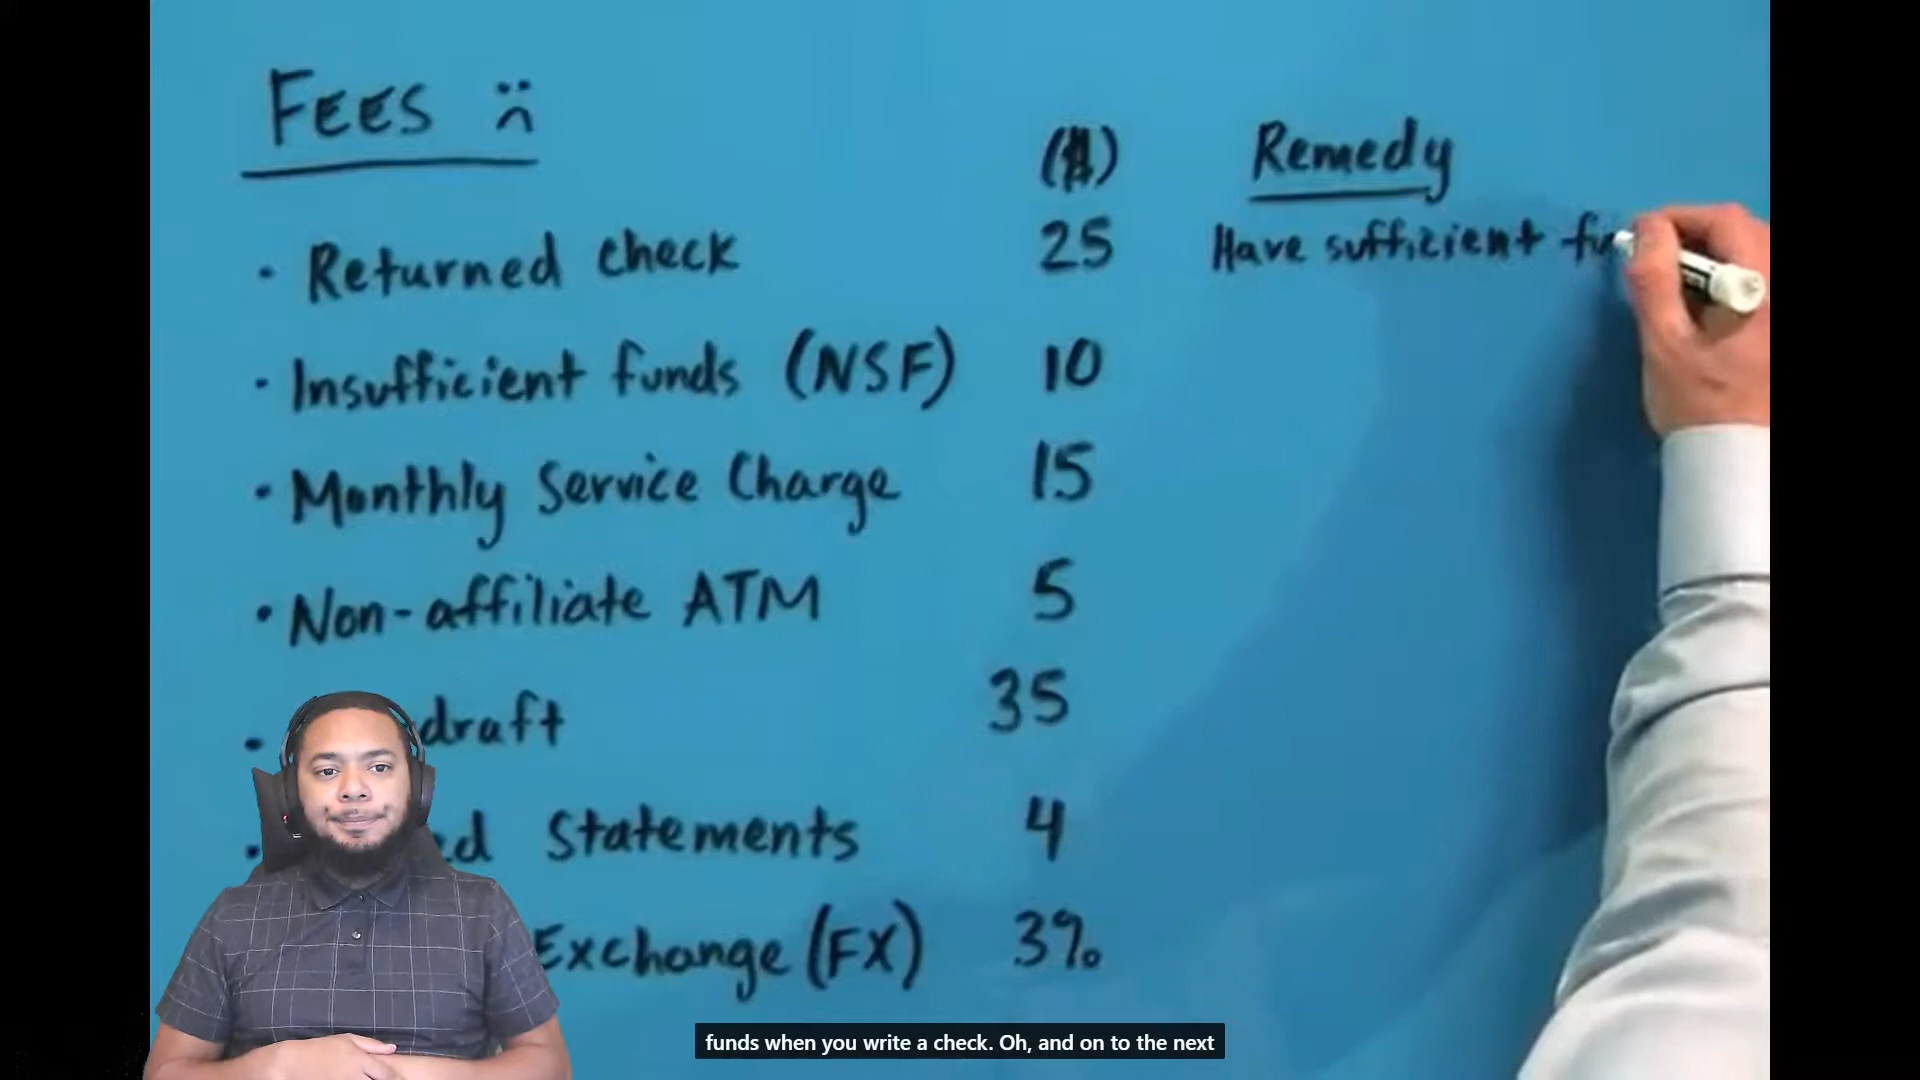 FEES :(
($) Remedy
• Returned check 25 Have sufficient
• Insufficient funds (NSF) 10
• Monthly Service Charge 15
• Non-affiliate ATM 5
draft 35
Statements 4
Exchange (FX) 3%
funds when you write a check. Oh, and on to the next